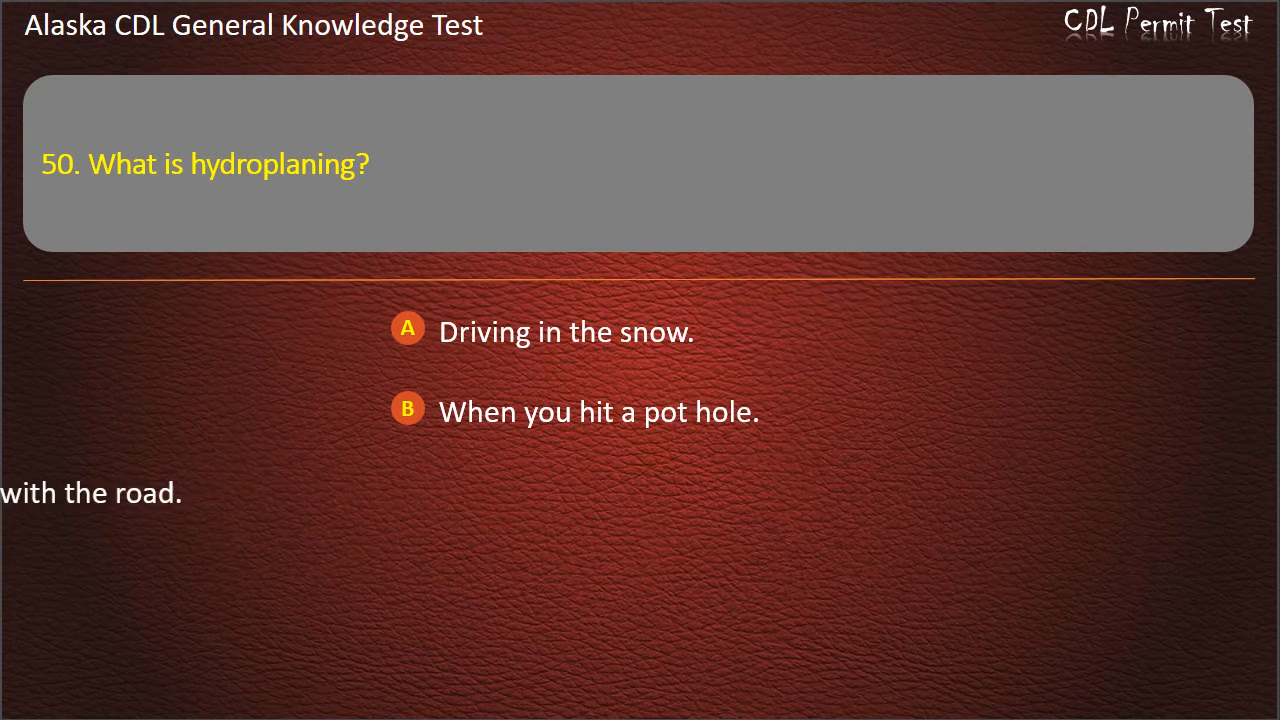 Alaska CDL General Knowledge Test
CDL Permit Test
50. What is hydroplaning?
A Driving in the snow.
B When you hit a pot hole.
with the road.